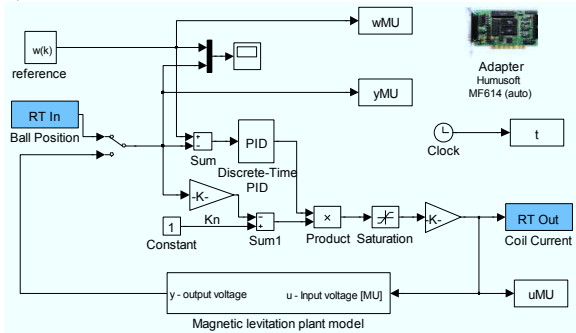 wMU
w(k)
reference
Adapter
Humusoft
MF614 (auto)
yMU
RT In
Ball Position
+
−
Sum
PID
Discrete-Time
PID
Clock
t
-K-
Kn
1
Constant
−
+
Sum1
×
Product
Saturation
-K-
RT Out
Coil Current
y - output voltage
u - Input voltage [MU]
uMU
Magnetic levitation plant model